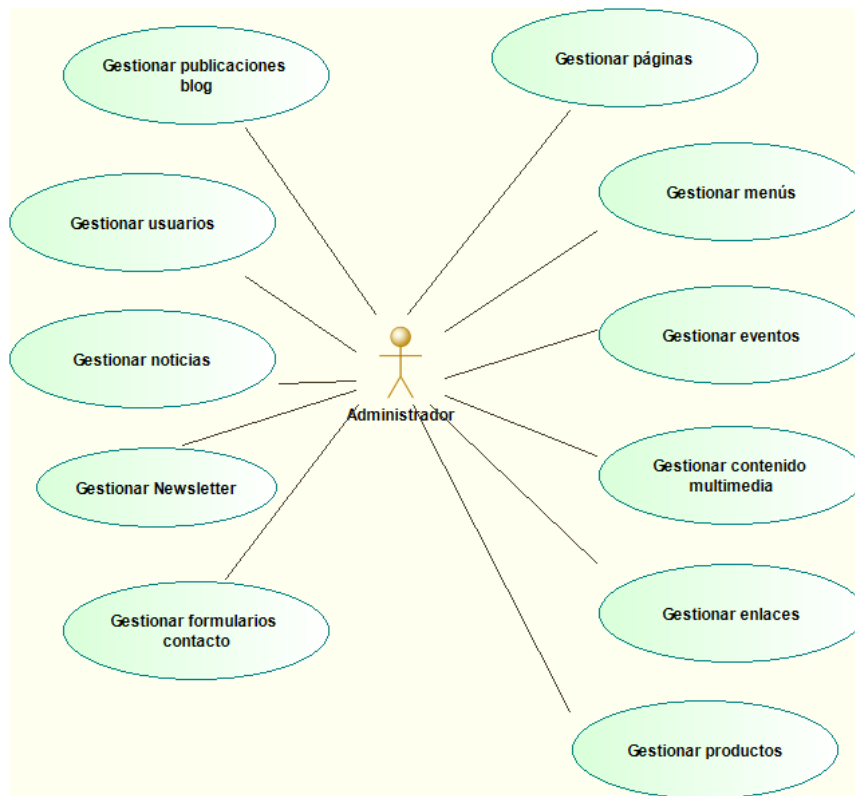 Gestionar publicaciones
blog
Gestionar páginas
Gestionar usuarios
Gestionar menús
Gestionar noticias
Gestionar eventos
Administrador
Gestionar Newsletter
Gestionar contenido
multimedia
Gestionar formularios
contacto
Gestionar enlaces
Gestionar productos